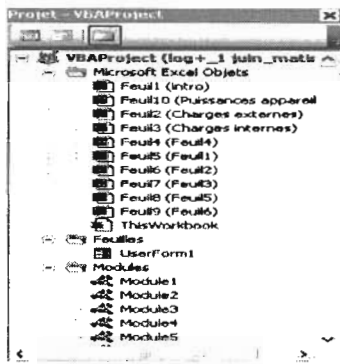 Projet - VBAProject
VBAProject (log+_1 juin_matin
Microsoft Excel Objets
Feuil1 (Intro)
Feuil10 (Puissances appareil
Feuil2 (Charges externes)
Feuil3 (Charges internes)
Feuil4 (Feuil4)
Feuil5 (Feuil1)
Feuil6 (Feuil2)
Feuil7 (Feuil3)
Feuil8 (Feuil5)
Feuil9 (Feuil6)
ThisWorkbook
Feuilles
UserForm1
Modules
Module1
Module2
Module3
Module4
Module5